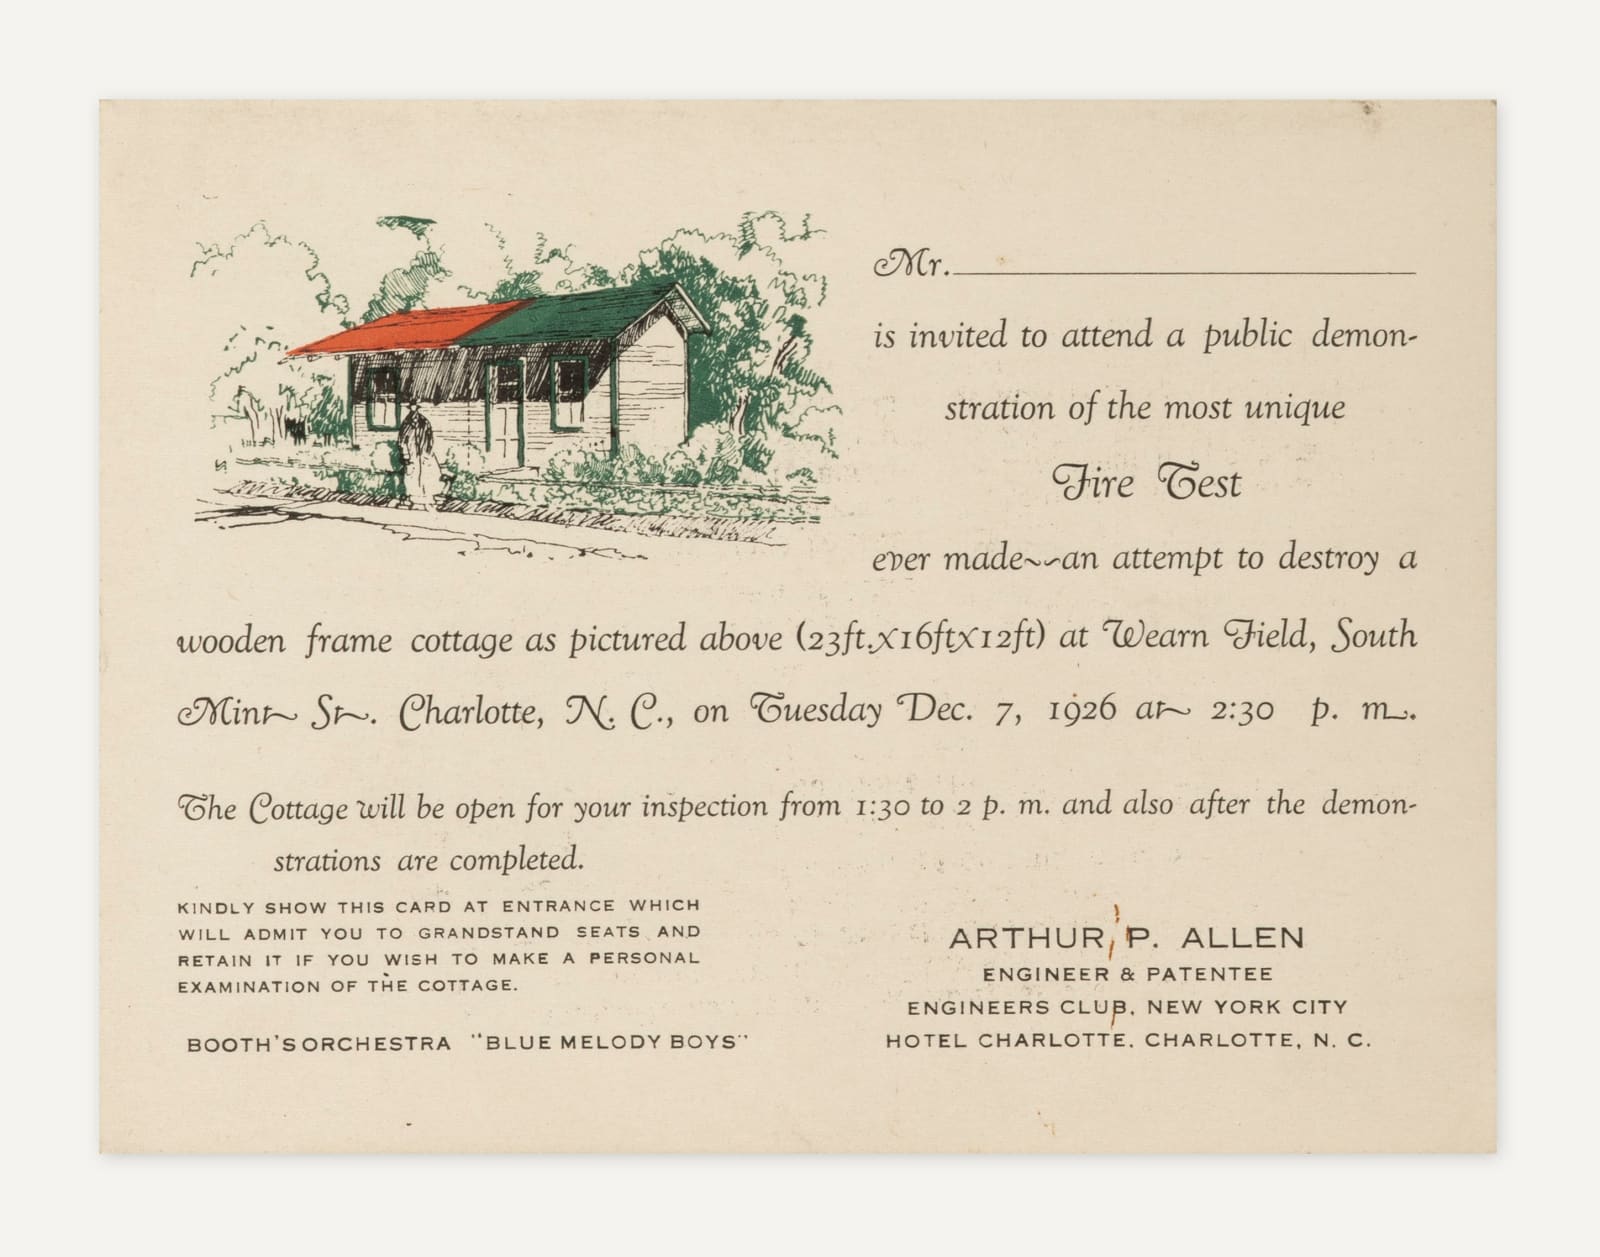 Mr.
is invited to attend a public demon-
stration of the most unique
Fire Test
ever made~~an attempt to destroy a
wooden frame cottage as pictured above (23ft.x16ftx12ft) at Wearn Field, South
Mint St. Charlotte, N. C., on Tuesday Dec. 7, 1926 at 2:30 p. m.
The Cottage will be open for your inspection from 1:30 to 2 p. m. and also after the demon-
strations are completed.
KINDLY SHOW THIS CARD AT ENTRANCE WHICH
WILL ADMIT YOU TO GRANDSTAND SEATS AND
RETAIN IT IF YOU WISH TO MAKE A PERSONAL
EXAMINATION OF THE COTTAGE.
BOOTH'S ORCHESTRA "BLUE MELODY BOYS"
ARTHUR P. ALLEN
ENGINEER & PATENTEE
ENGINEERS CLUB, NEW YORK CITY
HOTEL CHARLOTTE, CHARLOTTE, N. C.